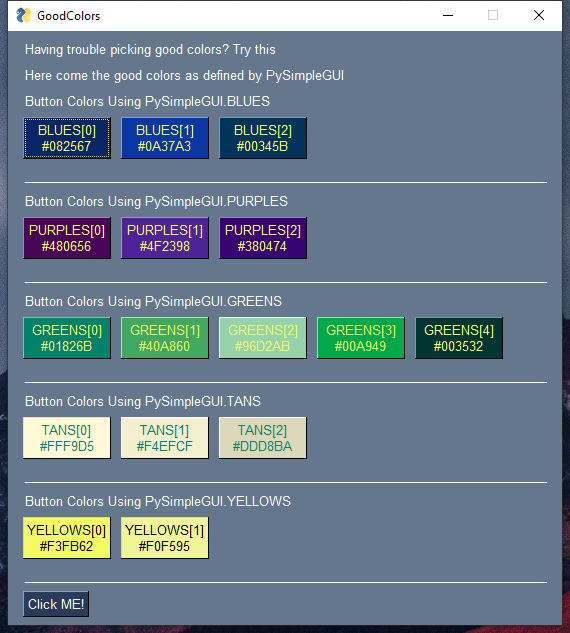 GoodColors
Having trouble picking good colors? Try this
Here come the good colors as defined by PySimpleGUI
Button Colors Using PySimpleGUI.BLUES
BLUES[0] BLUES[1] BLUES[2]
#082567 #0A37A3 #00345B
Button Colors Using PySimpleGUI.PURPLES
PURPLES[0] PURPLES[1] PURPLES[2]
#480656 #4F2398 #380474
Button Colors Using PySimpleGUI.GREENS
GREENS[0] GREENS[1] GREENS[2] GREENS[3] GREENS[4]
#01826B #40A860 #96D2AB #00A949 #003532
Button Colors Using PySimpleGUI.TANS
TANS[0] TANS[1] TANS[2]
#FFF9D5 #F4EFCF #DDD8BA
Button Colors Using PySimpleGUI.YELLOWS
YELLOWS[0] YELLOWS[1]
#F3FB62 #F0F595
Click ME!